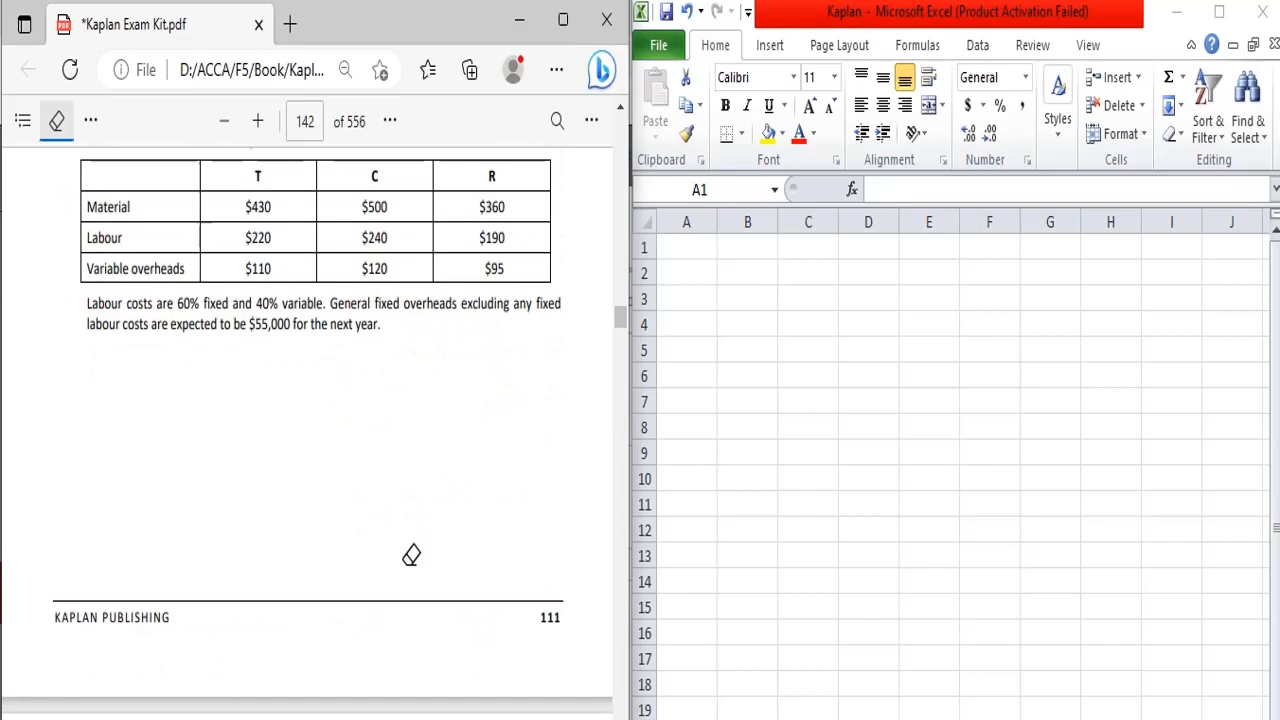 *Kaplan Exam Kit.pdf
File D:/ACCA/F5/Book/Kapl...
142 of 556
T C R
Material $430 $500 $360
Labour $220 $240 $190
Variable overheads $110 $120 $95
Labour costs are 60% fixed and 40% variable. General fixed overheads excluding any fixed
labour costs are expected to be $55,000 for the next year.
KAPLAN PUBLISHING 111
Kaplan - Microsoft Excel (Product Activation Failed)
File Home Insert Page Layout Formulas Data Review View
Calibri 11 General Insert
Delete
Format
Paste Styles Sort & Filter Find & Select
Clipboard Font Alignment Number Cells Editing
A1 fx
A B C D E F G H I J
1
2
3
4
5
6
7
8
9
10
11
12
13
14
15
16
17
18
19